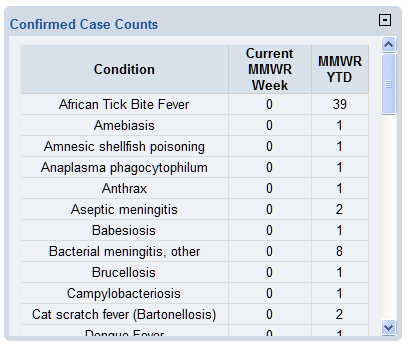 Confirmed Case Counts
Condition Current MMWR Week MMWR YTD
African Tick Bite Fever 0 39
Amebiasis 0 1
Amnesic shellfish poisoning 0 1
Anaplasma phagocytophilum 0 1
Anthrax 0 1
Aseptic meningitis 0 2
Babesiosis 0 1
Bacterial meningitis, other 0 8
Brucellosis 0 1
Campylobacteriosis 0 1
Cat scratch fever (Bartonellosis) 0 2
Dengue Fever 0 1